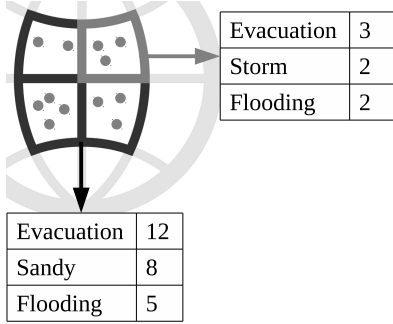 Evacuation 3
Storm 2
Flooding 2
Evacuation 12
Sandy 8
Flooding 5